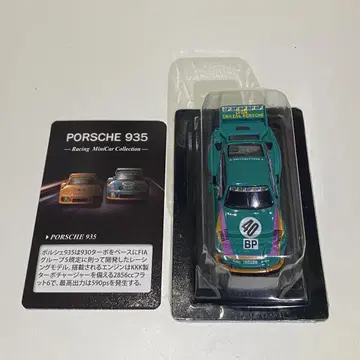 PORSCHE 935
Racing MiniCar Collection
▶ PORSCHE 935
ポルシェ935は930ターボをベースにFIA
グループ5規定に則って開発したレーシ
ングモデル。搭載されるエンジンはKKK製
ターボチャージャーを備える2856ccフラ
ット6で、最高出力は590psを発生する。
40
BP